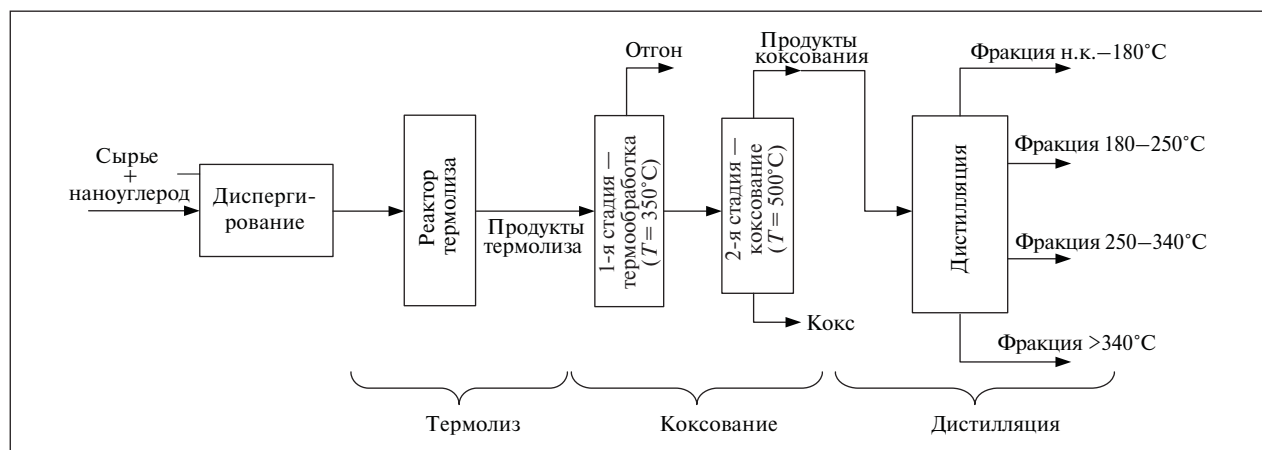 Сырье
+
наноуглерод
Дисперги-
рование
Реактор
термолиза
Продукты
термолиза
Отгон
1-я стадия —
термообработка
(T = 350°C)
Продукты
коксования
2-я стадия —
коксование
(T = 500°C)
Кокс
Дистилляция
Фракция н.к.–180°C
Фракция 180–250°C
Фракция 250–340°C
Фракция >340°C
Термолиз
Коксование
Дистилляция